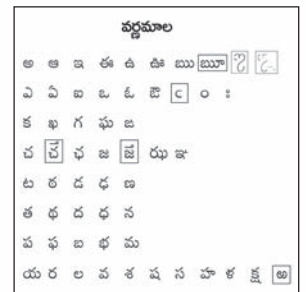 వర్ణమాల
అ ఆ ఇ ఈ ఉ ఊ ఋ ౠ ఌ ౡ
ఎ ఏ ఐ ఒ ఓ ఔ ఁ ం ః
క ఖ గ ఘ ఙ
చ ౘ ఛ జ ౙ ఝ ఞ
ట ఠ డ ఢ ణ
త థ ద ధ న
ప ఫ బ భ మ
య ర ల వ శ ష స హ ళ క్ష ఱ